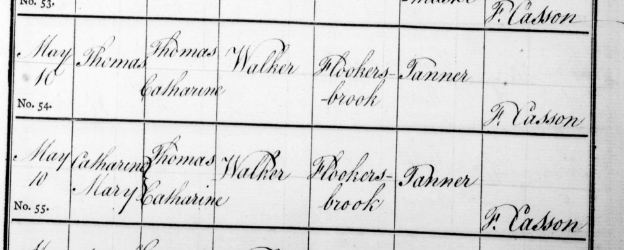 No. 53.
F. Casson
May
10
Thomas
Thomas
Catharine
Walker
Flookers-
brook
Tanner
No. 54.
F. Casson
May
10
Catharine
Mary
Thomas
Catharine
Walker
Flookers-
brook
Tanner
No. 55.
F. Casson